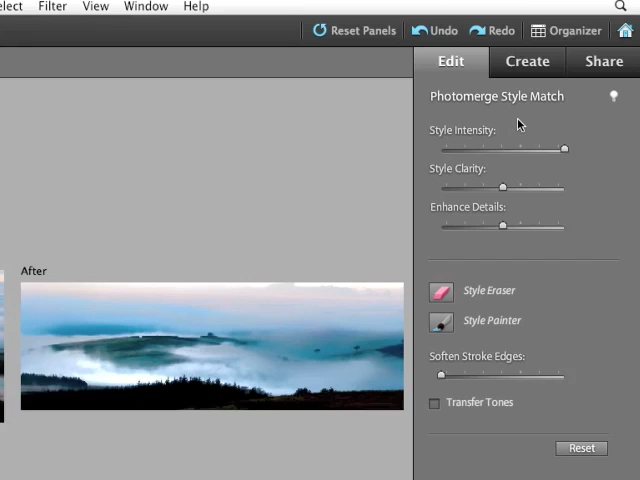 elect Filter View Window Help
Reset Panels Undo Redo Organizer
Edit Create Share
Photomerge Style Match
Style Intensity:
Style Clarity:
Enhance Details:
After
Style Eraser
Style Painter
Soften Stroke Edges:
Transfer Tones
Reset